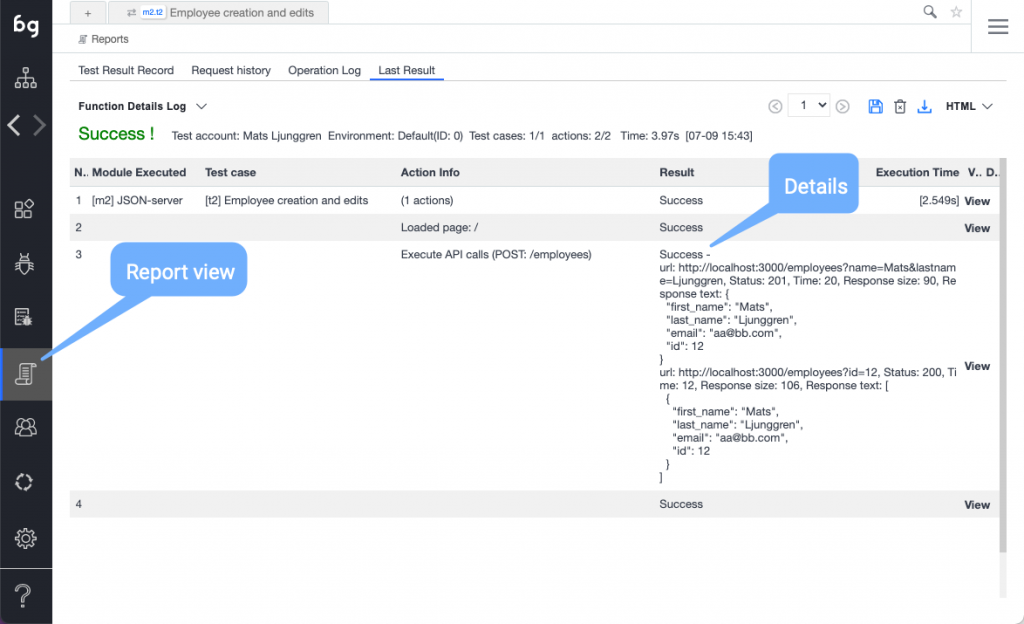 bg
+ m2.t2 Employee creation and edits
Reports
Test Result Record Request history Operation Log Last Result
Function Details Log 1 HTML
Success ! Test account: Mats Ljunggren Environment: Default(ID: 0) Test cases: 1/1 actions: 2/2 Time: 3.97s [07-09 15:43]
N.. Module Executed Test case Action Info Result Execution Time V.. D..
Details
1 [m2] JSON-server [t2] Employee creation and edits (1 actions) Success [2.549s] View
2 Loaded page: / Success View
3 Execute API calls (POST: /employees) Success -
Report view
url: http://localhost:3000/employees?name=Mats&lastnam
e=Ljunggren, Status: 201, Time: 20, Response size: 90, Re
sponse text: {
"first_name": "Mats",
"last_name": "Ljunggren",
"email": "aa@bb.com",
"id": 12
}
View
url: http://localhost:3000/employees?id=12, Status: 200, Ti
me: 12, Response size: 106, Response text: [
{
"first_name": "Mats",
"last_name": "Ljunggren",
"email": "aa@bb.com",
"id": 12
}
]
4 Success View
?